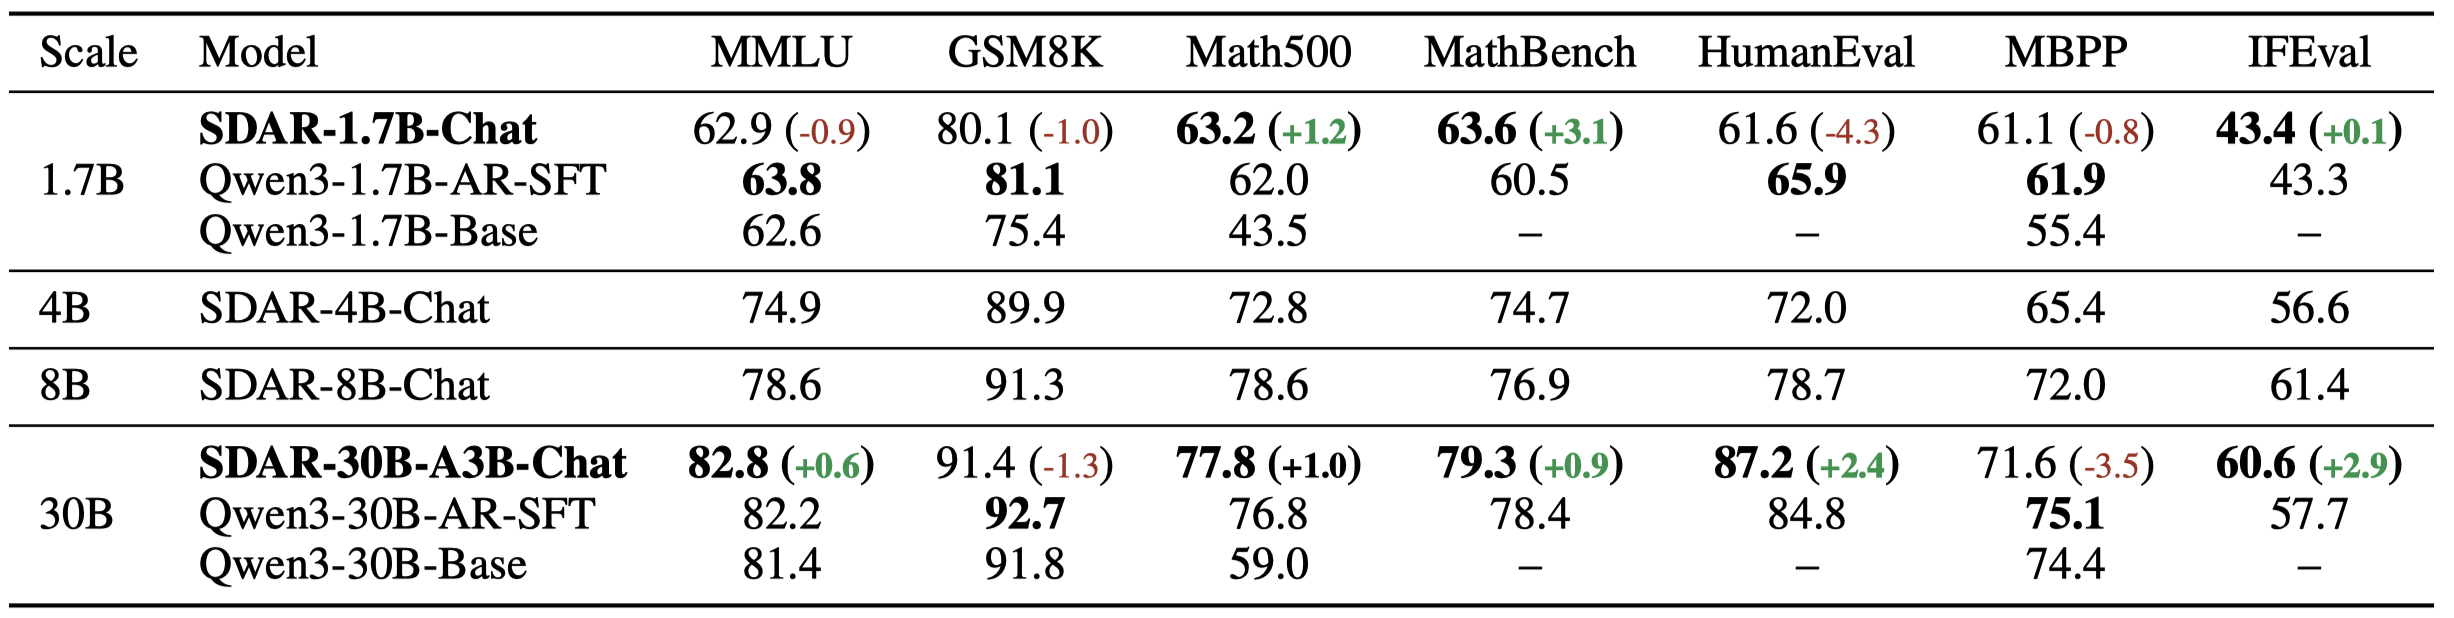 Scale Model MMLU GSM8K Math500 MathBench HumanEval MBPP IFEval
SDAR-1.7B-Chat 62.9 (-0.9) 80.1 (-1.0) 63.2 (+1.2) 63.6 (+3.1) 61.6 (-4.3) 61.1 (-0.8) 43.4 (+0.1)
1.7B Qwen3-1.7B-AR-SFT 63.8 81.1 62.0 60.5 65.9 61.9 43.3
Qwen3-1.7B-Base 62.6 75.4 43.5 – – 55.4 –
4B SDAR-4B-Chat 74.9 89.9 72.8 74.7 72.0 65.4 56.6
8B SDAR-8B-Chat 78.6 91.3 78.6 76.9 78.7 72.0 61.4
SDAR-30B-A3B-Chat 82.8 (+0.6) 91.4 (-1.3) 77.8 (+1.0) 79.3 (+0.9) 87.2 (+2.4) 71.6 (-3.5) 60.6 (+2.9)
30B Qwen3-30B-AR-SFT 82.2 92.7 76.8 78.4 84.8 75.1 57.7
Qwen3-30B-Base 81.4 91.8 59.0 – – 74.4 –